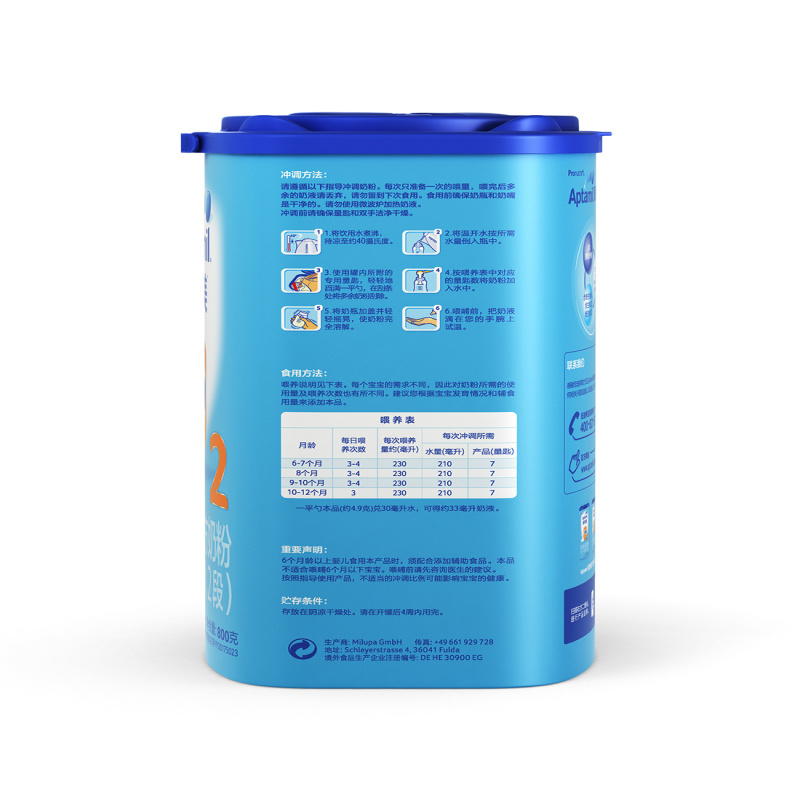 冲调方法：
请遵循以下指导冲调奶粉。每次只准备一次的喂量，喂完后多
余的奶液请丢弃，请勿留到下次食用。食用前确保奶瓶和奶嘴
是干净的。请勿使用微波炉加热奶液。
冲调前请确保量匙和双手洁净干燥。
1
1.将饮用水煮沸，
待凉至约40摄氏度。
2
2.将温开水按所需
水量倒入瓶中。
3
3.使用罐内所附的
专用量匙，轻轻地
舀满一平勺，在刮条
处将多余奶粉刮除。
4
4.按喂养表中对应
的量匙数将奶粉加
入水中。
5
5.将奶瓶加盖并轻
轻摇晃，使奶粉完
全溶解。
6
6.喂哺前，把奶液
滴在您的手腕上
试温。
食用方法：
喂养说明见下表。每个宝宝的需求不同，因此对奶粉所需的使
用量及喂养次数也有所不同。建议您根据宝宝发育情况和辅食
食用量来添加本品。
喂养表
月龄 每日喂养次数 每次喂养量约(毫升) 每次冲调所需
水量(毫升) 产品(量匙)
6-7个月 3-4 230 210 7
8个月 3-4 230 210 7
9-10个月 3-4 230 210 7
10-12个月 3 230 210 7
一平勺本品(约4.9克)兑30毫升水，可得约33毫升奶液。
重要声明：
6个月龄以上婴儿食用本产品时，须配合添加辅助食品。本品
不适合喂哺6个月以下宝宝。喂哺前请先咨询医生的建议。
按照指导使用产品，不适当的冲调比例可能影响宝宝的健康。
贮存条件：
存放在阴凉干燥处。请在开罐后4周内用完。
生产商: Milupa GmbH 传真: +49 661 929 728
地址: Schleyerstrasse 4, 36041 Fulda
境外食品生产企业注册编号: DE HE 30900 EG
2
奶粉
2段）
800克
Aptamil
400-